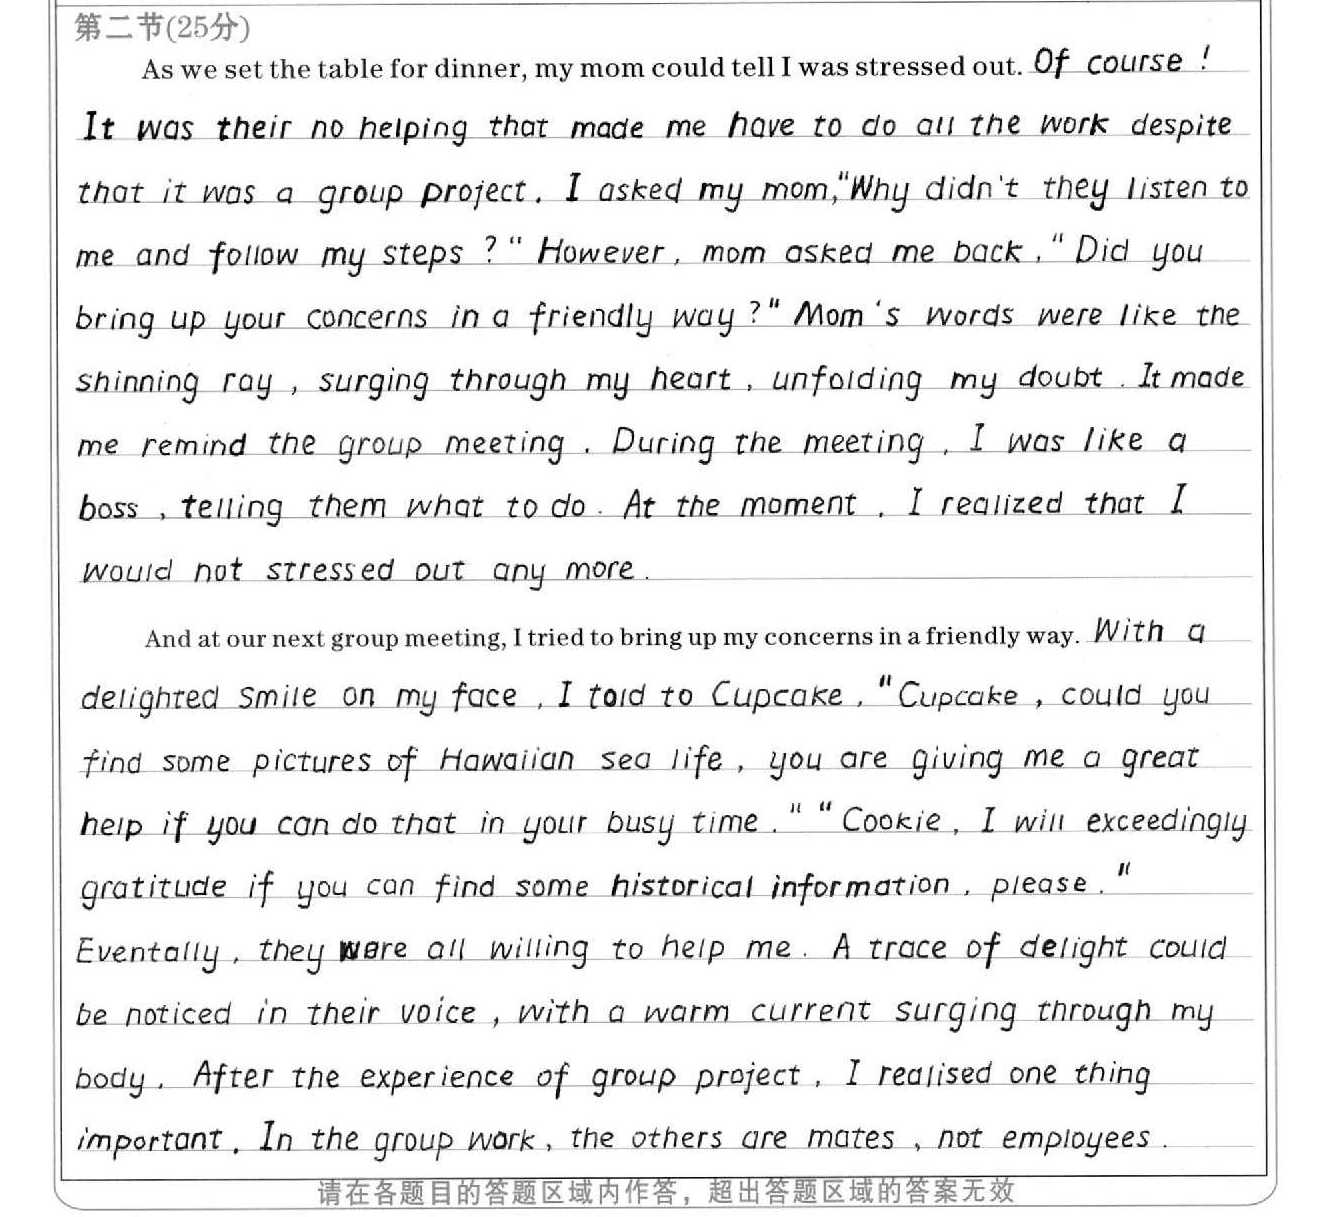 第二节(25分)
As we set the table for dinner, my mom could tell I was stressed out. Of course !
It was their no helping that made me have to do all the work despite
that it was a group project. I asked my mom,"Why didn't they listen to
me and follow my steps ?" However, mom asked me back, "Did you
bring up your concerns in a friendly way ?" Mom's words were like the
shinning ray, surging through my heart, unfolding my doubt. It made
me remind the group meeting. During the meeting, I was like a
boss, telling them what to do. At the moment, I realized that I
would not stressed out any more.
And at our next group meeting, I tried to bring up my concerns in a friendly way. With a
delighted smile on my face, I told to Cupcake, "Cupcake, could you
find some pictures of Hawaiian sea life, you are giving me a great
help if you can do that in your busy time." "Cookie, I will exceedingly
gratitude if you can find some historical information, please."
Eventally, they were all willing to help me. A trace of delight could
be noticed in their voice, with a warm current surging through my
body. After the experience of group project, I realised one thing
important. In the group work, the others are mates, not employees.
请在各题目的答题区域内作答，超出答题区域的答案无效